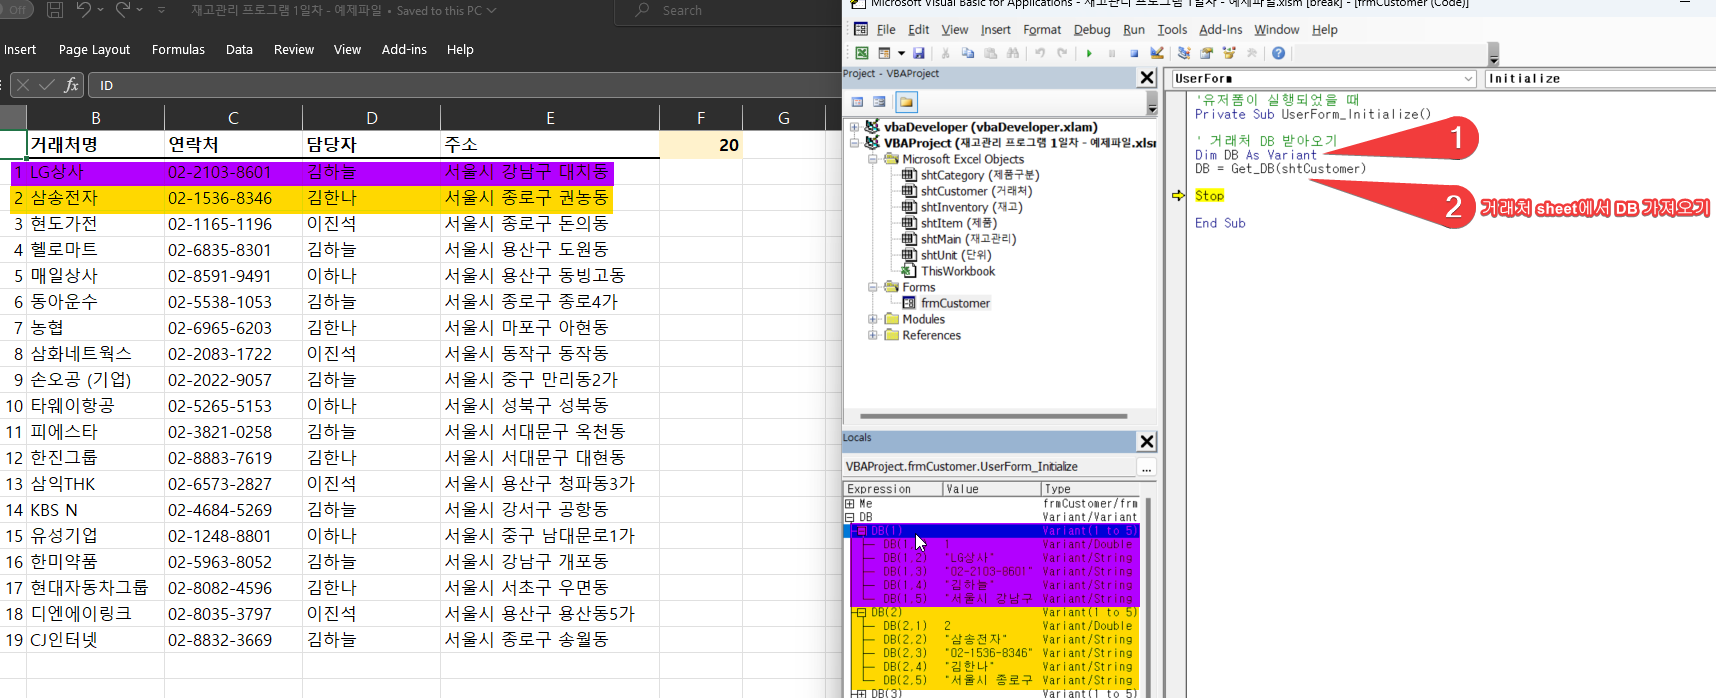 Off
재고관리 프로그램 1일차 - 예제파일 • Saved to this PC
Search
Insert Page Layout Formulas Data Review View Add-ins Help
fx ID
B C D E F G
거래처명 연락처 담당자 주소 20
1 LG상사 02-2103-8601 김하늘 서울시 강남구 대치동
2 삼송전자 02-1536-8346 김한나 서울시 종로구 권농동
3 현도가전 02-1165-1196 이진석 서울시 종로구 돈의동
4 헬로마트 02-6835-8301 김하늘 서울시 용산구 도원동
5 매일상사 02-8591-9491 이하나 서울시 용산구 동빙고동
6 동아운수 02-5538-1053 김하늘 서울시 종로구 종로4가
7 농협 02-6965-6203 김한나 서울시 마포구 아현동
8 삼화네트웍스 02-2083-1722 이진석 서울시 동작구 동작동
9 손오공 (기업) 02-2022-9057 김하늘 서울시 중구 만리동2가
10 타웨이항공 02-5265-5153 이하나 서울시 성북구 성북동
11 피에스타 02-3821-0258 김하늘 서울시 서대문구 옥천동
12 한진그룹 02-8883-7619 김한나 서울시 서대문구 대현동
13 삼익THK 02-6573-2827 이진석 서울시 용산구 청파동3가
14 KBS N 02-4684-5269 김하늘 서울시 강서구 공항동
15 유성기업 02-1248-8801 이하나 서울시 중구 남대문로1가
16 한미약품 02-5963-8052 김하늘 서울시 강남구 개포동
17 현대자동차그룹 02-8082-4596 김한나 서울시 서초구 우면동
18 디엔에이링크 02-8035-3797 이진석 서울시 용산구 용산동5가
19 CJ인터넷 02-8832-3669 김하늘 서울시 종로구 송월동
Microsoft Visual Basic for Applications - 재고관리 프로그램 1일차 - 예제파일.xlsm [break] - [frmCustomer (Code)]
File Edit View Insert Format Debug Run Tools Add-Ins Window Help
Project - VBAProject
vbaDeveloper (vbaDeveloper.xlam)
VBAProject (재고관리 프로그램 1일차 - 예제파일.xlsm
Microsoft Excel Objects
shtCategory (제품구분)
shtCustomer (거래처)
shtInventory (재고)
shtItem (제품)
shtMain (재고관리)
shtUnit (단위)
ThisWorkbook
Forms
frmCustomer
Modules
References
Locals
VBAProject.frmCustomer.UserForm_Initialize ...
Expression Value Type
Me frmCustomer/frm
DB Variant/Variant
DB(1) Variant(1 to 5)
DB(1,1) 1 Variant/Double
DB(1,2) "LG상사" Variant/String
DB(1,3) "02-2103-8601" Variant/String
DB(1,4) "김하늘" Variant/String
DB(1,5) "서울시 강남구 Variant/String
DB(2) Variant(1 to 5)
DB(2,1) 2 Variant/Double
DB(2,2) "삼송전자" Variant/String
DB(2,3) "02-1536-8346" Variant/String
DB(2,4) "김한나" Variant/String
DB(2,5) "서울시 종로구 Variant/String
DB(3) Variant(1 to 5)
UserForm Initialize
'유저폼이 실행되었을 때
Private Sub UserForm_Initialize()
' 거래처 DB 받아오기
Dim DB As Variant
DB = Get_DB(shtCustomer)
Stop
End Sub
1
2 거래처 sheet에서 DB 가져오기